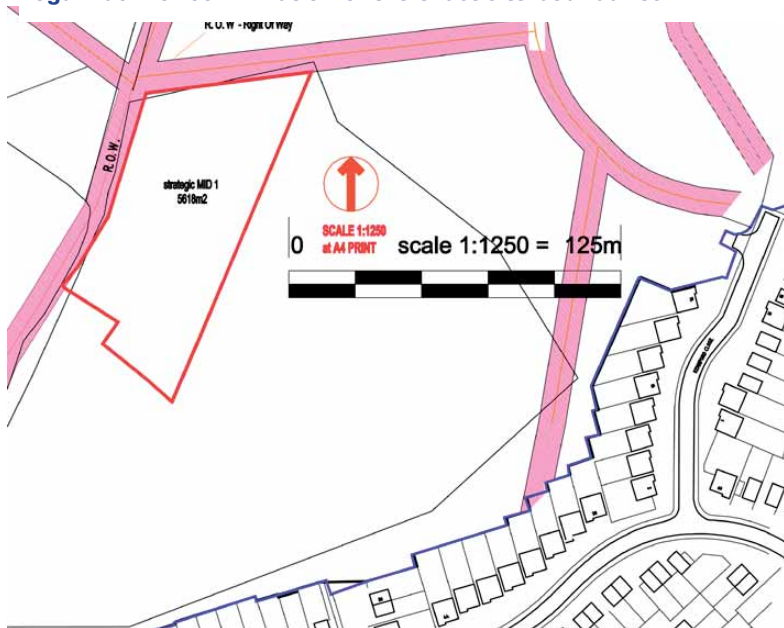 R. O. W - Right Of Way
R. O. W.
strategic MID 1
5618m2
SCALE 1:1250
at A4 PRINT
0 scale 1:1250 = 125m